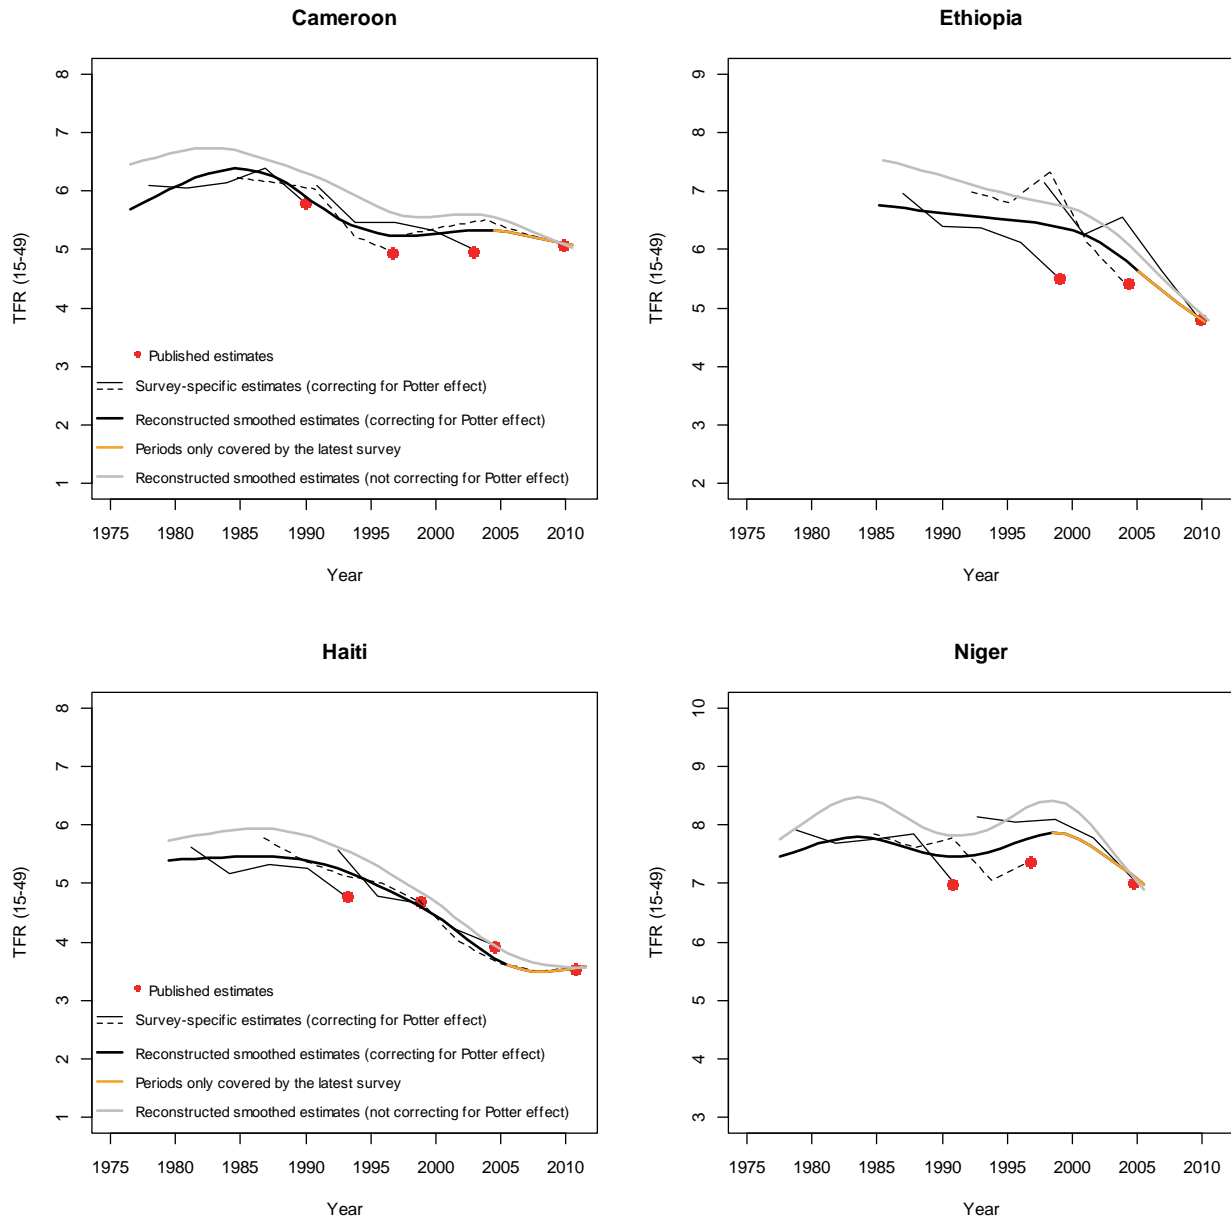 Cameroon
TFR (15-49)
8
7
6
5
4
3
2
1
Published estimates
Survey-specific estimates (correcting for Potter effect)
Reconstructed smoothed estimates (correcting for Potter effect)
Periods only covered by the latest survey
Reconstructed smoothed estimates (not correcting for Potter effect)
1975 1980 1985 1990 1995 2000 2005 2010
Year
Ethiopia
TFR (15-49)
9
8
7
6
5
4
3
2
1975 1980 1985 1990 1995 2000 2005 2010
Year
Haiti
TFR (15-49)
8
7
6
5
4
3
2
1
Published estimates
Survey-specific estimates (correcting for Potter effect)
Reconstructed smoothed estimates (correcting for Potter effect)
Periods only covered by the latest survey
Reconstructed smoothed estimates (not correcting for Potter effect)
1975 1980 1985 1990 1995 2000 2005 2010
Year
Niger
TFR (15-49)
10
9
8
7
6
5
4
3
1975 1980 1985 1990 1995 2000 2005 2010
Year